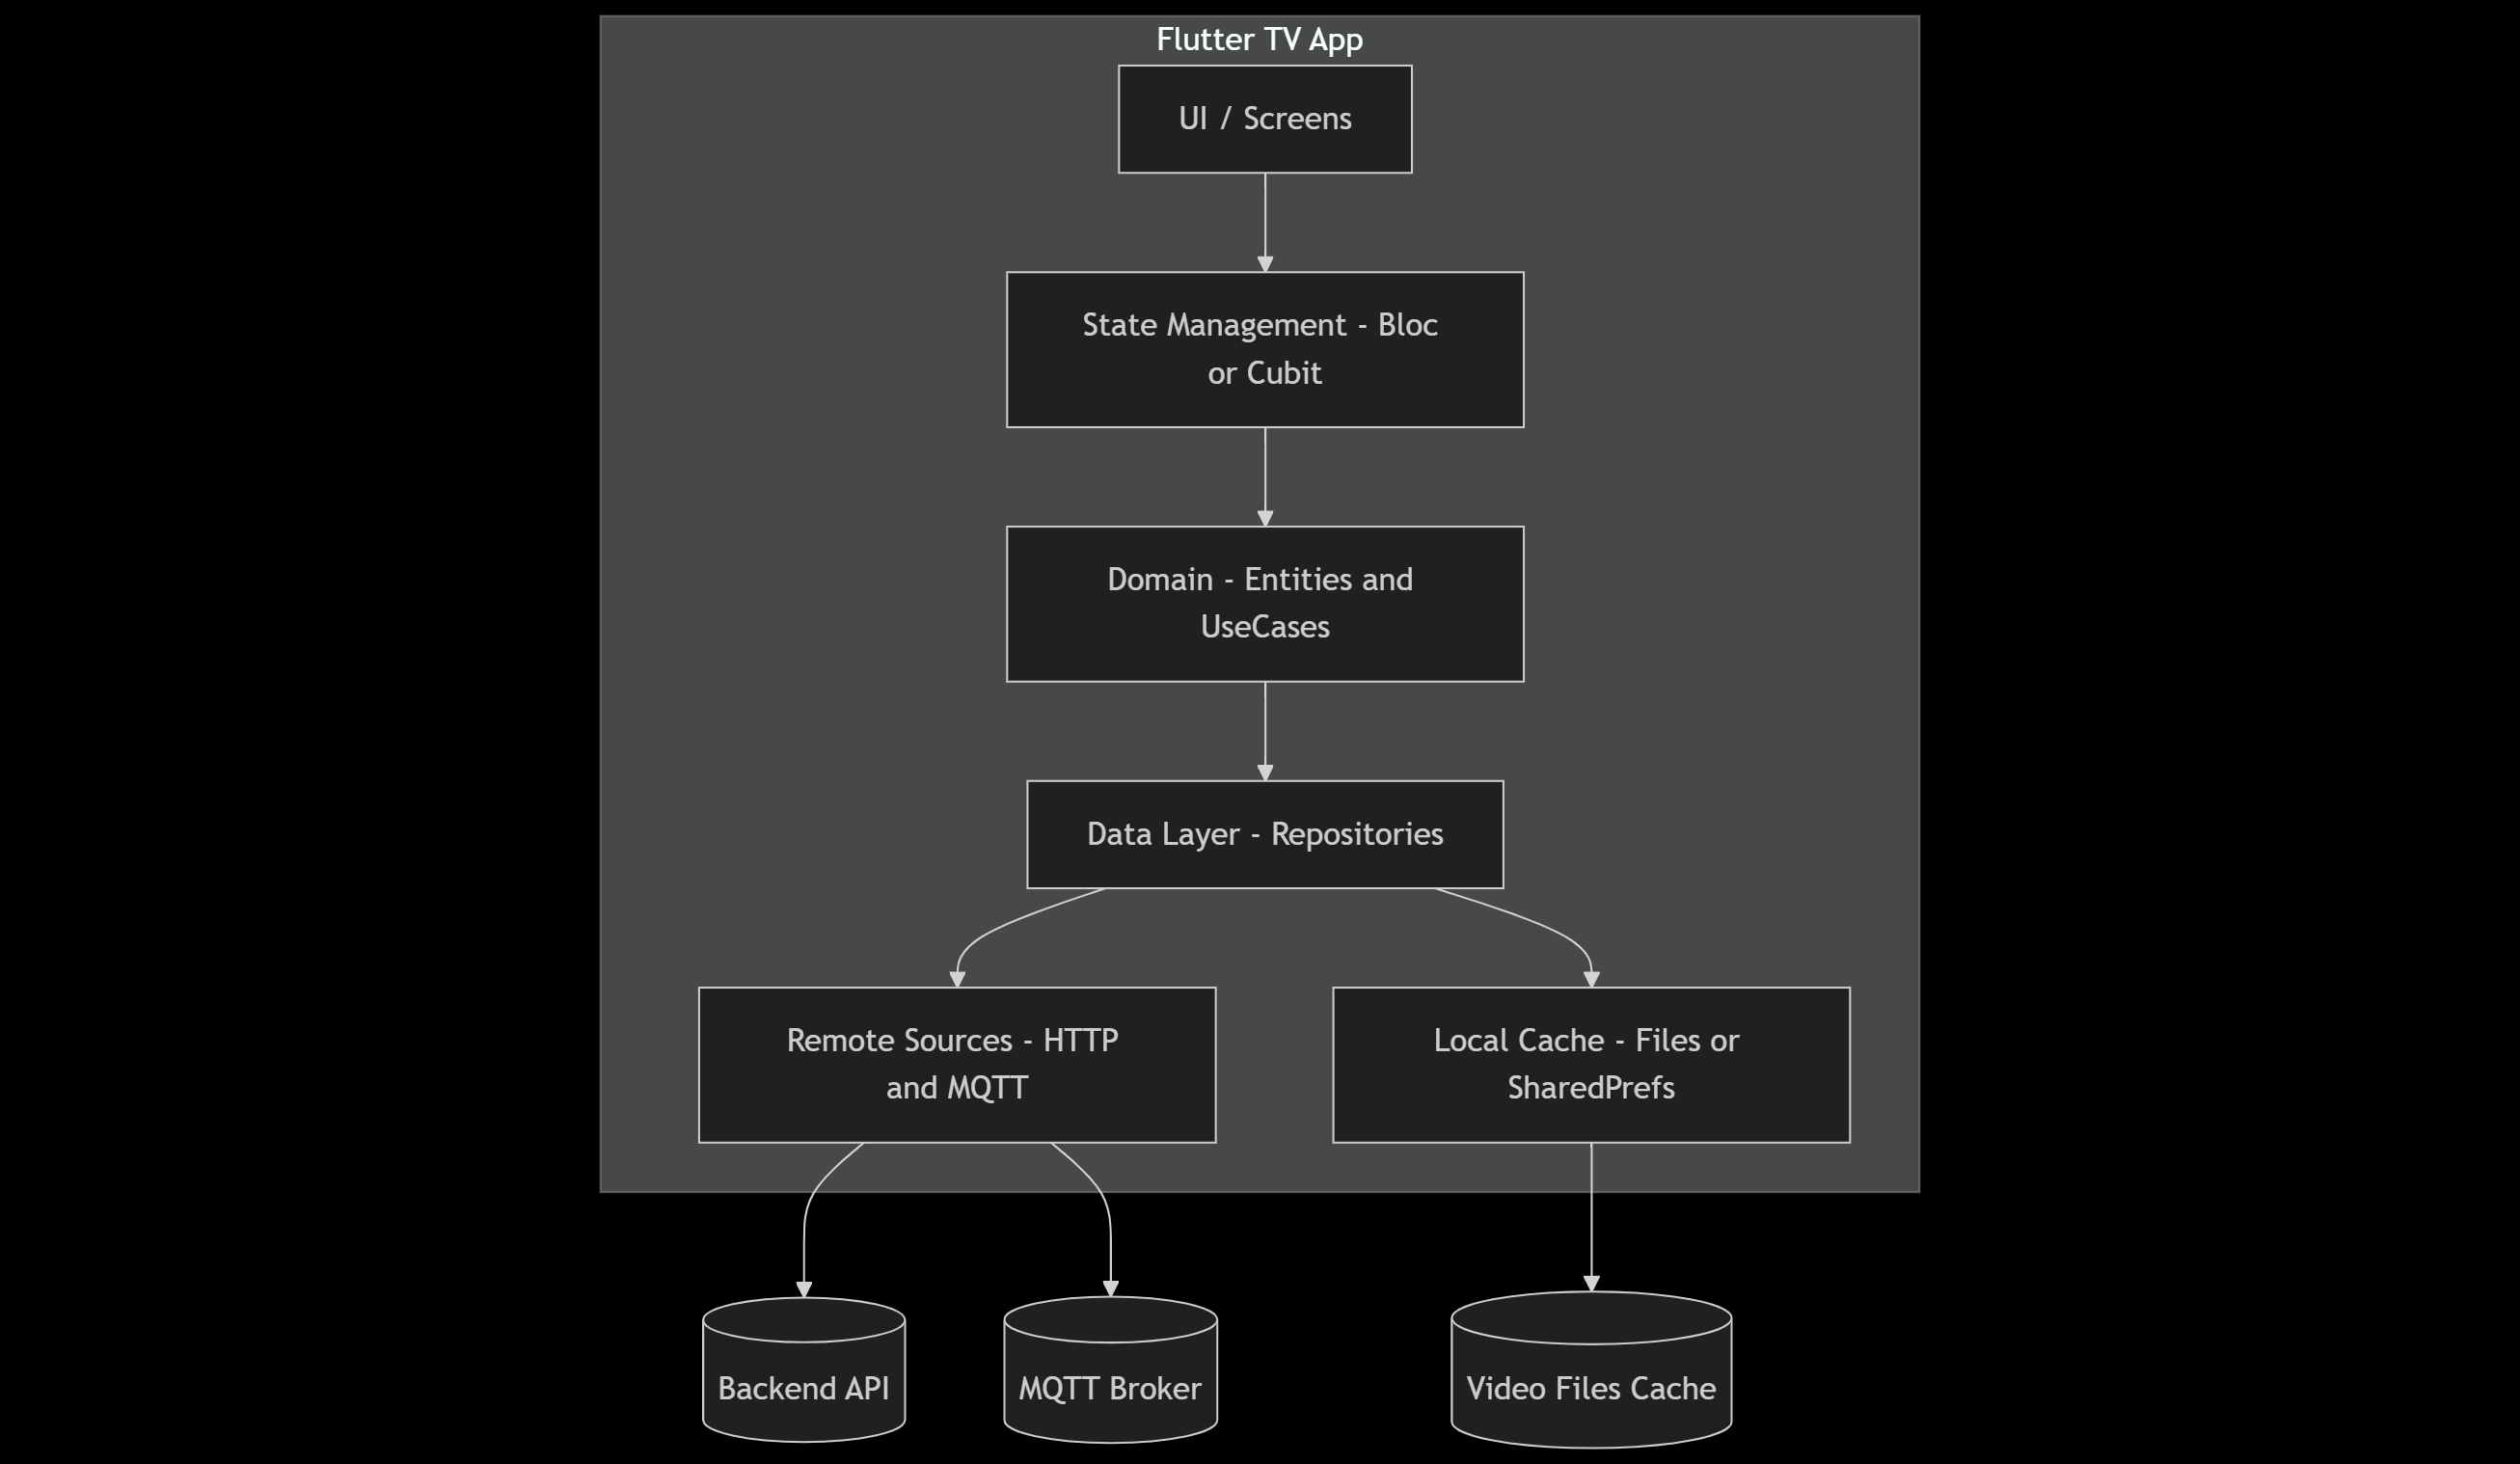 Flutter TV App
UI / Screens
State Management - Bloc
or Cubit
Domain - Entities and
UseCases
Data Layer - Repositories
Remote Sources - HTTP
and MQTT
Local Cache - Files or
SharedPrefs
Backend API
MQTT Broker
Video Files Cache